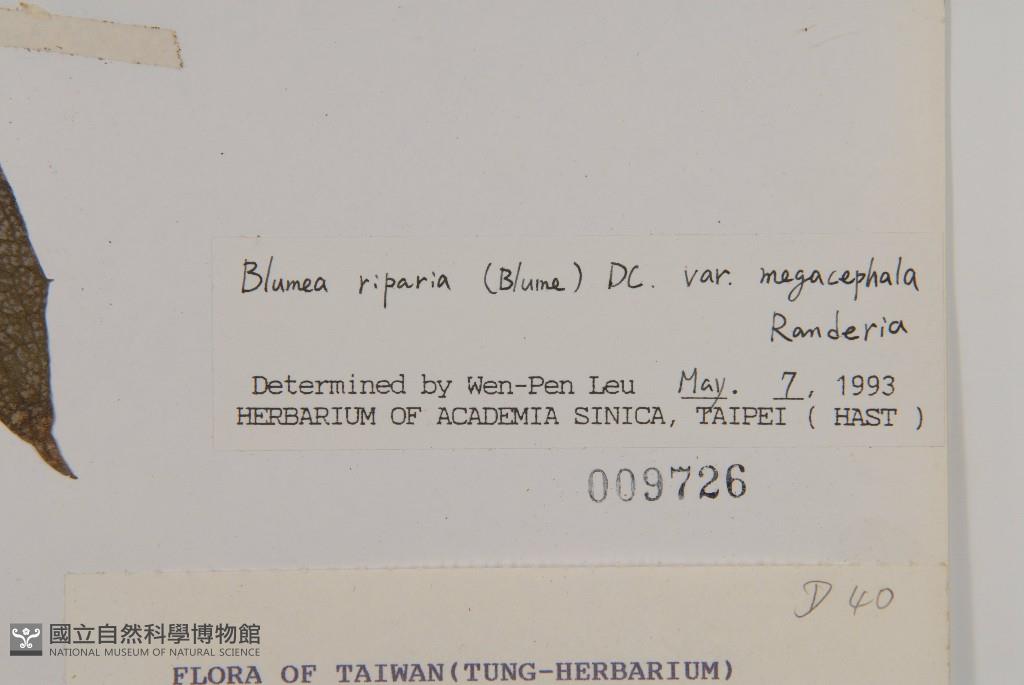 Blumea riparia (Blume) DC. var. megacephala
Randeria
Determined by Wen-Pen Leu May. 7, 1993
HERBARIUM OF ACADEMIA SINICA, TAIPEI ( HAST )
009726
D 40
國立自然科學博物館
NATIONAL MUSEUM OF NATURAL SCIENCE
FLORA OF TAIWAN(TUNG-HERBARIUM)